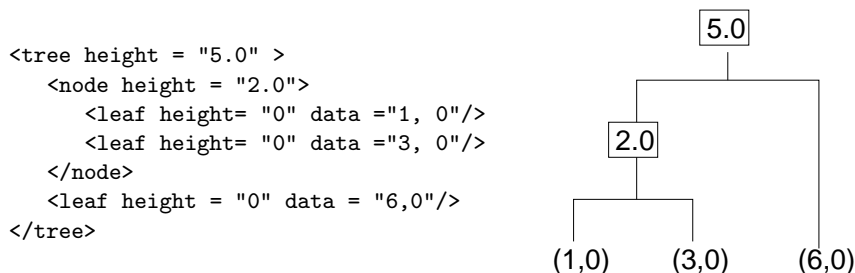 <tree height = "5.0" >
<node height = "2.0">
<leaf height= "0" data ="1, 0"/>
<leaf height= "0" data ="3, 0"/>
</node>
<leaf height = "0" data = "6,0"/>
</tree>
5.0
2.0
(1,0) (3,0) (6,0)